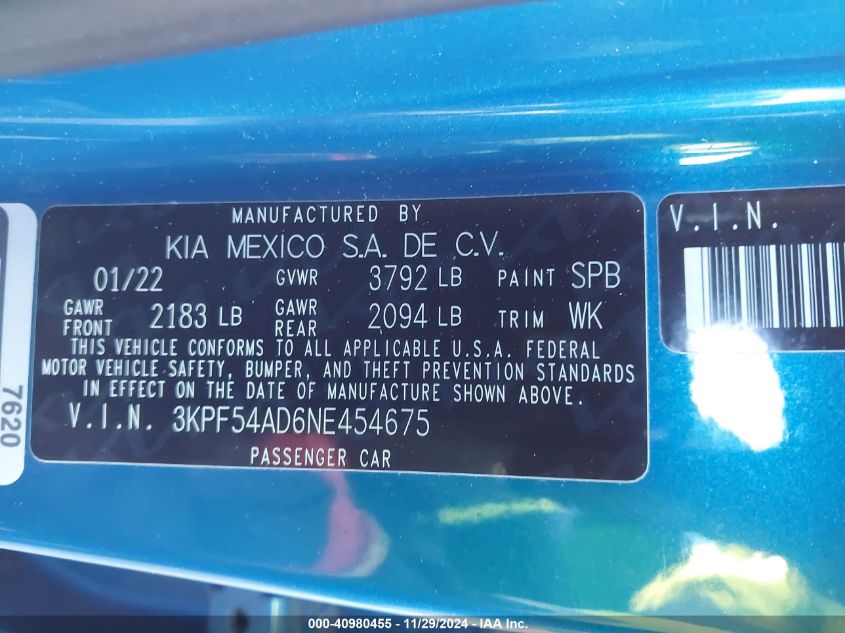 MANUFACTURED BY
KIA MEXICO S.A. DE C.V.
01/22 GVWR 3792 LB PAINT SPB
GAWR FRONT 2183 LB GAWR REAR 2094 LB TRIM WK
THIS VEHICLE CONFORMS TO ALL APPLICABLE U.S.A. FEDERAL
MOTOR VEHICLE SAFETY, BUMPER, AND THEFT PREVENTION STANDARDS
IN EFFECT ON THE DATE OF MANUFACTURE SHOWN ABOVE.
V.I.N. 3KPF54AD6NE454675
PASSENGER CAR
V.I.N.
7620
000-40980455 - 11/29/2024 - IAA Inc.